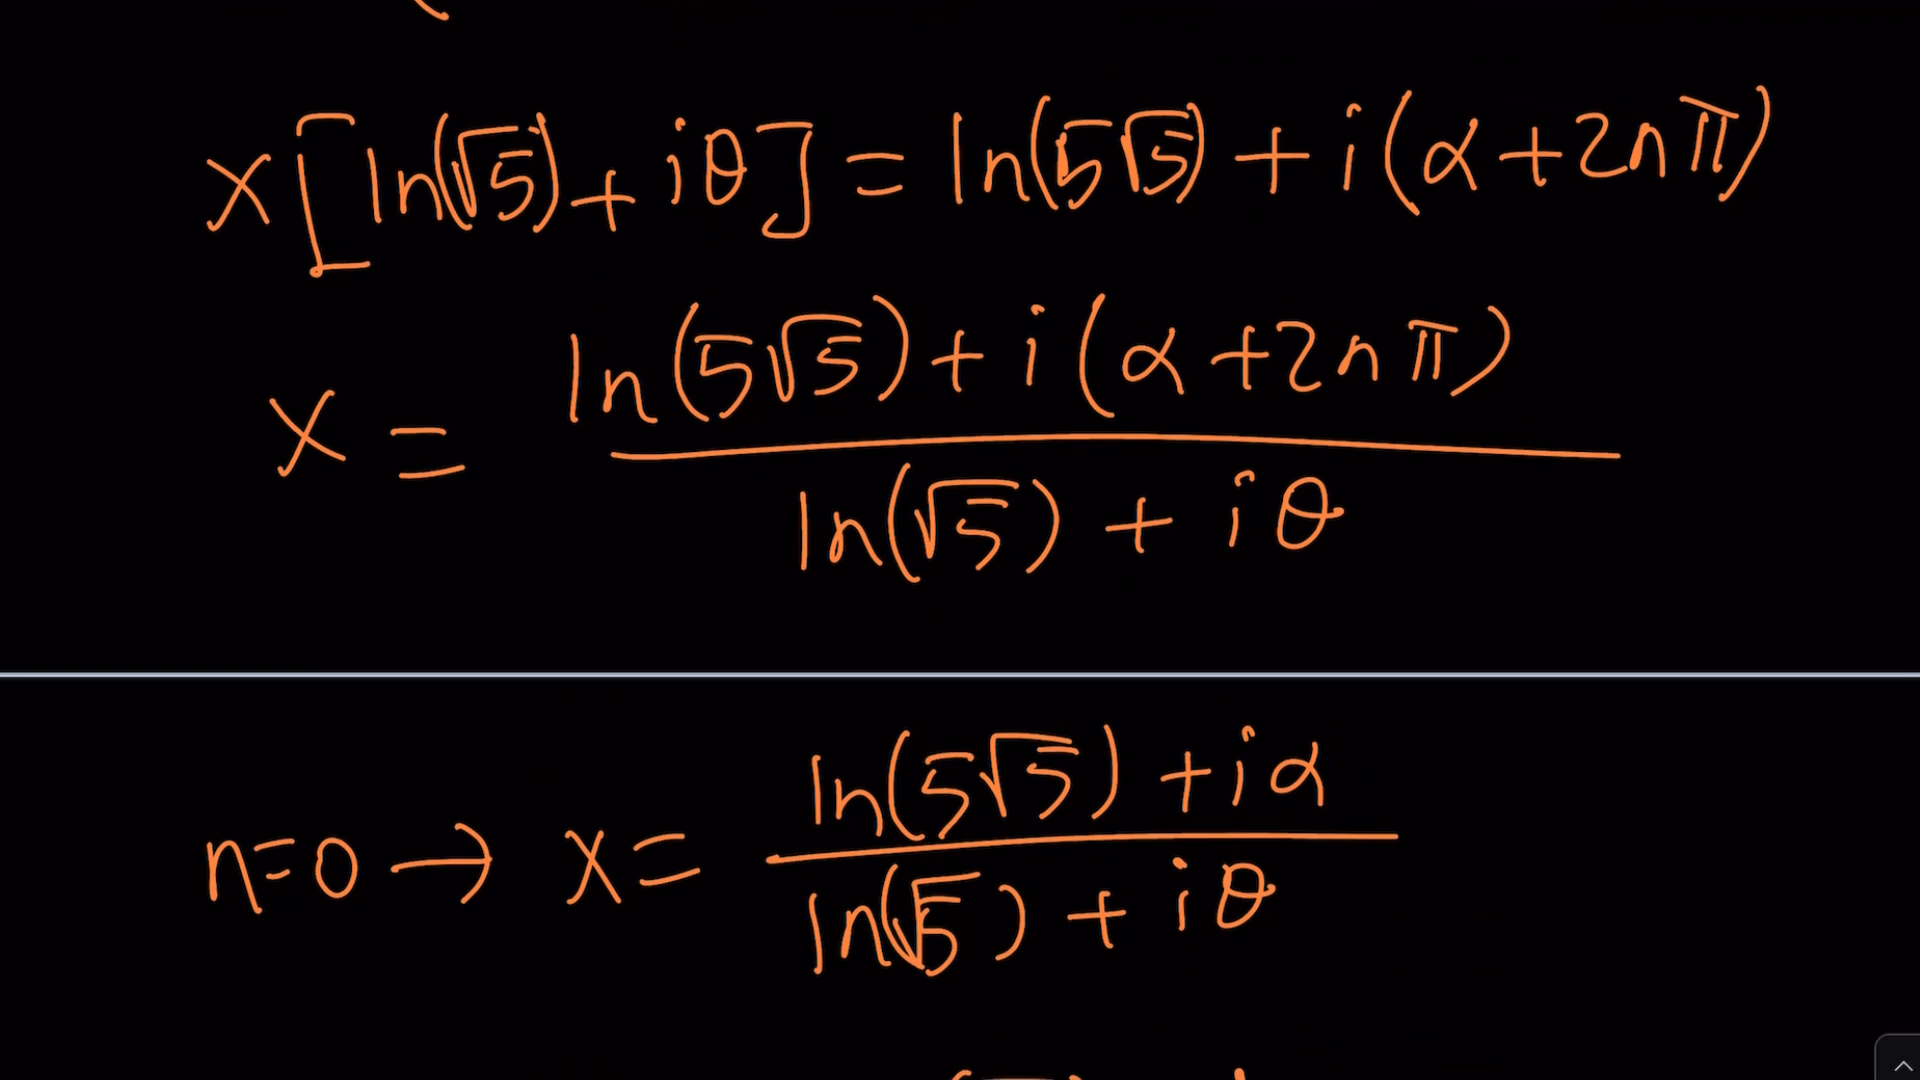 x[ln(√5)+iθ] = ln(5√5)+i(α+2nπ)
x = (ln(5√5)+i(α+2nπ))/(ln(√5)+iθ)
n=0 → x = (ln(5√5)+iα)/(ln(√5)+iθ)